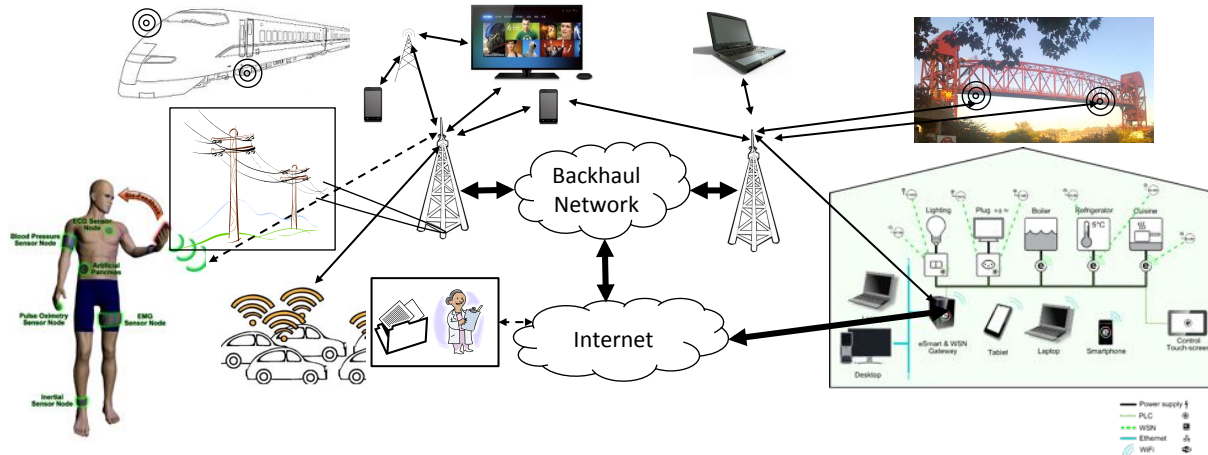 Backhaul
Network
Internet
ECG Sensor
Node
Blood Pressure
Sensor Node
Artificial
Pancreas
Pulse Oximetry
Sensor Node
EMG
Sensor Node
Inertial
Sensor Node
Lighting
Plug
Boiler
Refrigerator
Cuisine
5°C
e
e
e
eSmart & WSN
Gateway
Tablet
Laptop
Smartphone
Control
Touch-screen
Desktop
Power supply
PLC
WSN
Ethernet
WiFi